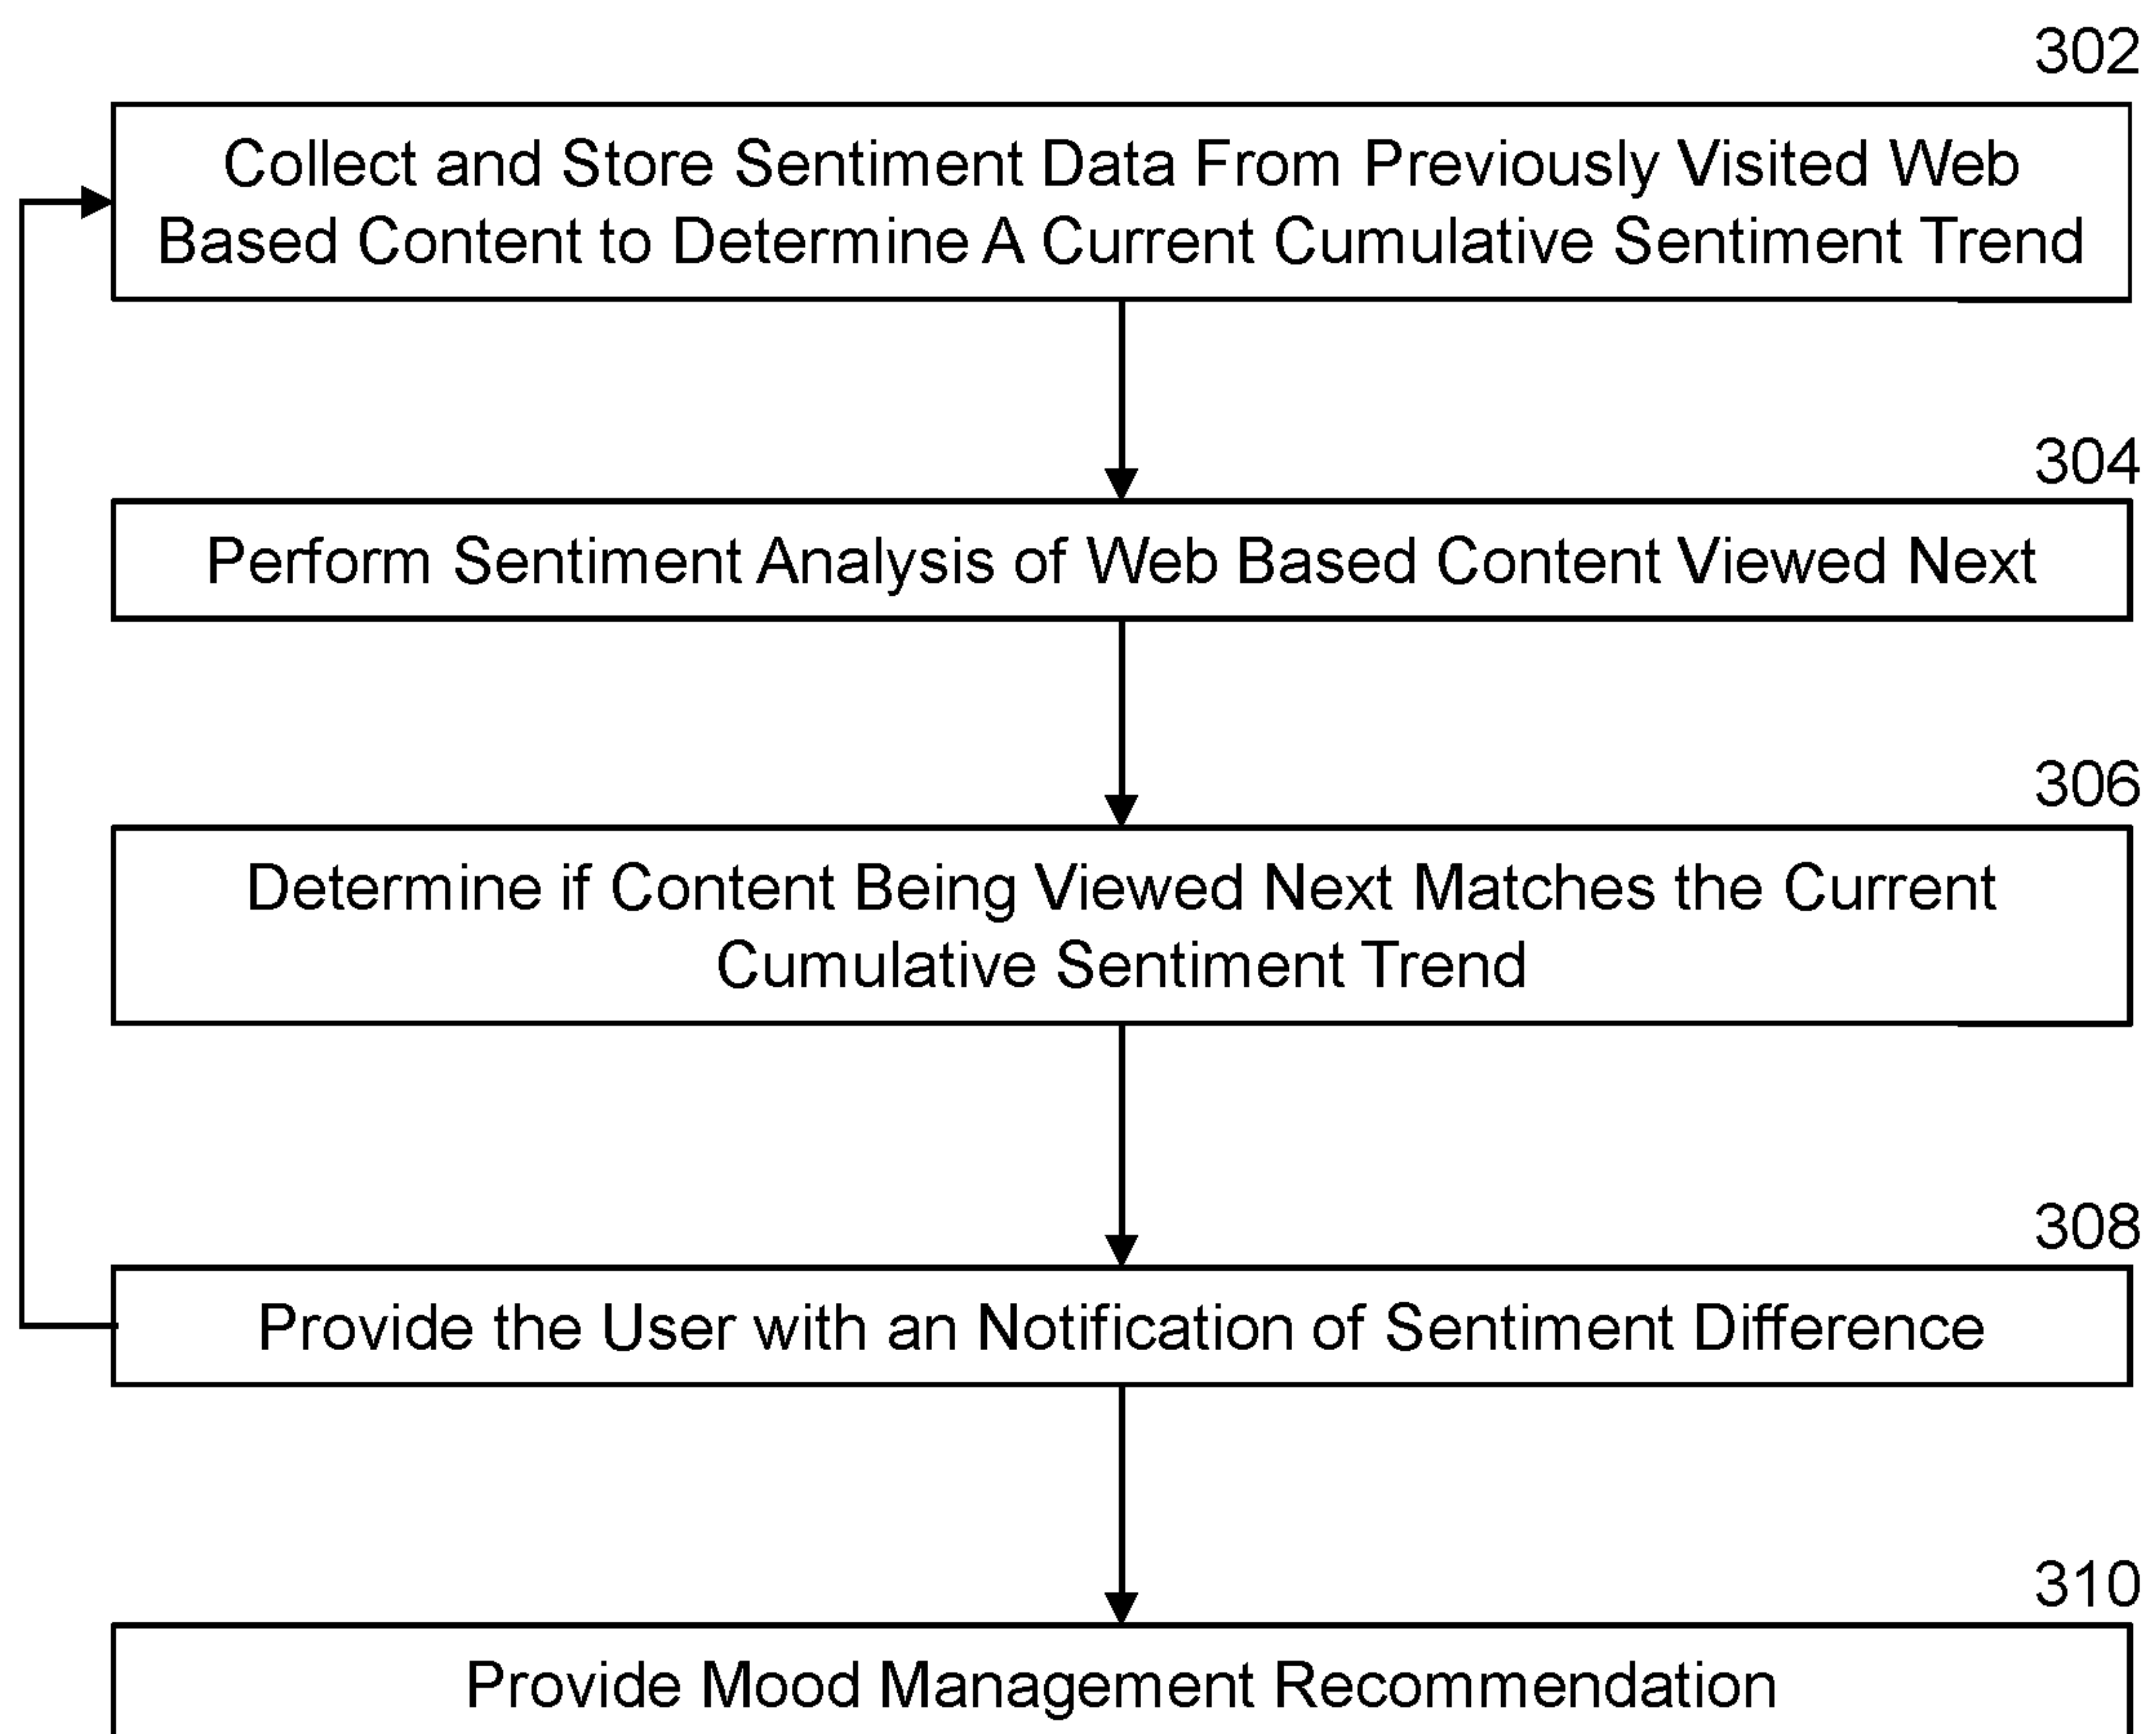 302
Collect and Store Sentiment Data From Previously Visited Web
Based Content to Determine A Current Cumulative Sentiment Trend
304
Perform Sentiment Analysis of Web Based Content Viewed Next
306
Determine if Content Being Viewed Next Matches the Current
Cumulative Sentiment Trend
308
Provide the User with an Notification of Sentiment Difference
310
Provide Mood Management Recommendation